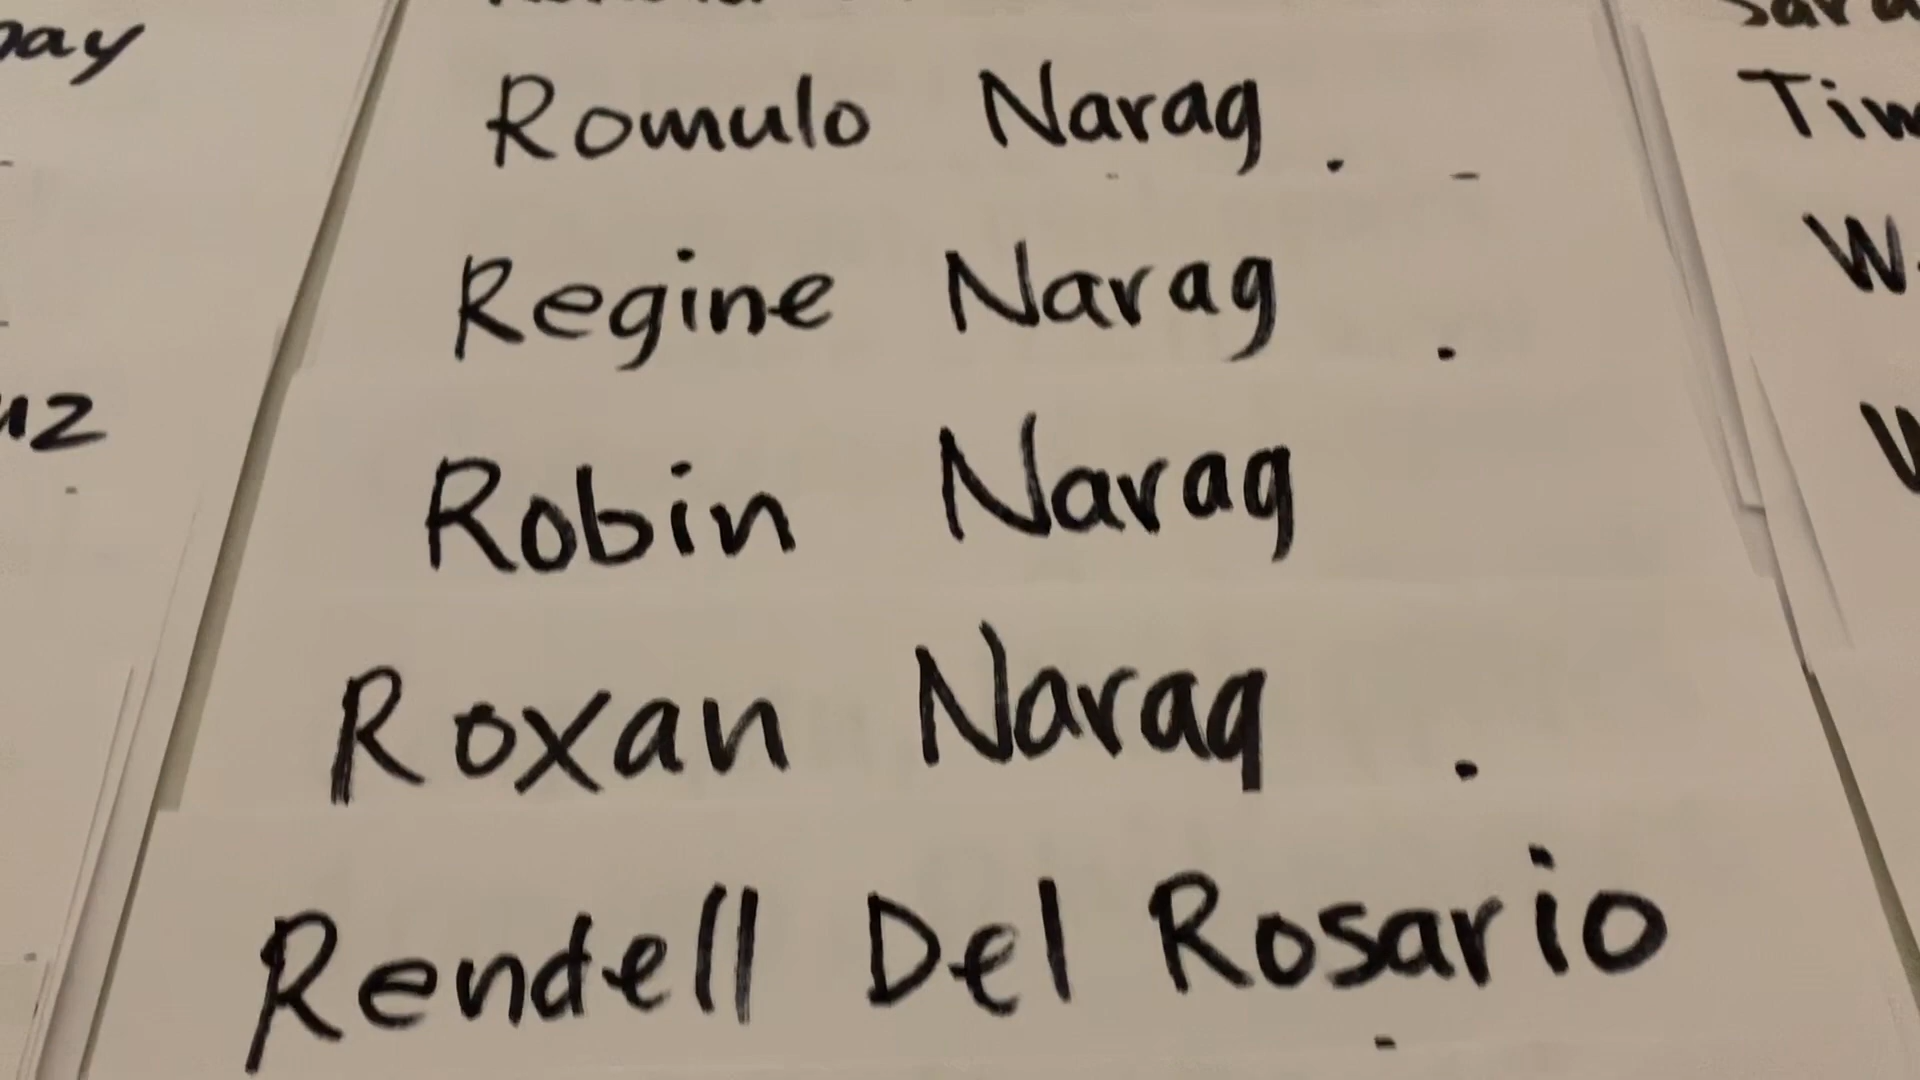 Romulo Narag
Regine Narag
Robin Narag
Roxan Narag
Rendell Del Rosario